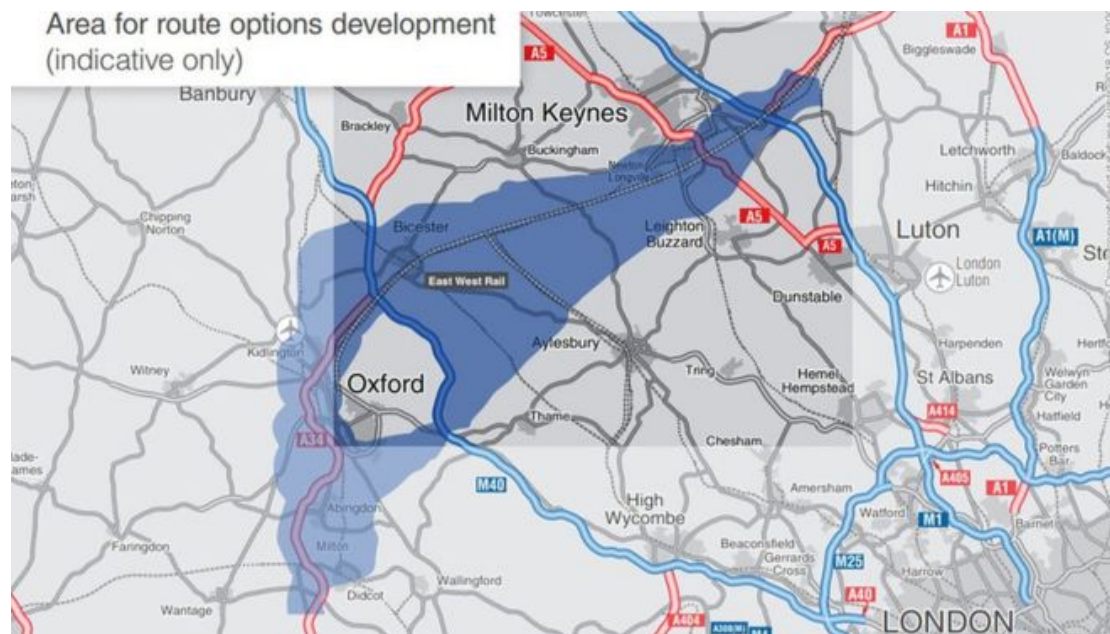 Area for route options development
(indicative only)
Towcester
A5
A1
Biggleswade
Banbury
Milton Keynes
Brackley
Buckingham
Newton
Longville
Letchworth
Baldock
Hitchin
Chipping
Norton
Bicester
Leighton
Buzzard
A5
A5
Luton
A1(M)
East West Rail
London
Luton
Dunstable
Kidlington
Aylesbury
Harpenden
Witney
Oxford
Tring
Hemel
Hempstead
St Albans
Welwyn
Garden
City
Hatfield
A414
Thame
A34
Chesham
Potters
Bar
A405
M40
Amersham
A1
Abingdon
High
Wycombe
Watford
M1
Barnet
Faringdon
Milton
Beaconsfield
Gerrards
Cross
M25
Harrow
Wallingford
Didcot
Wantage
A40
A404
A308(M)
LONDON